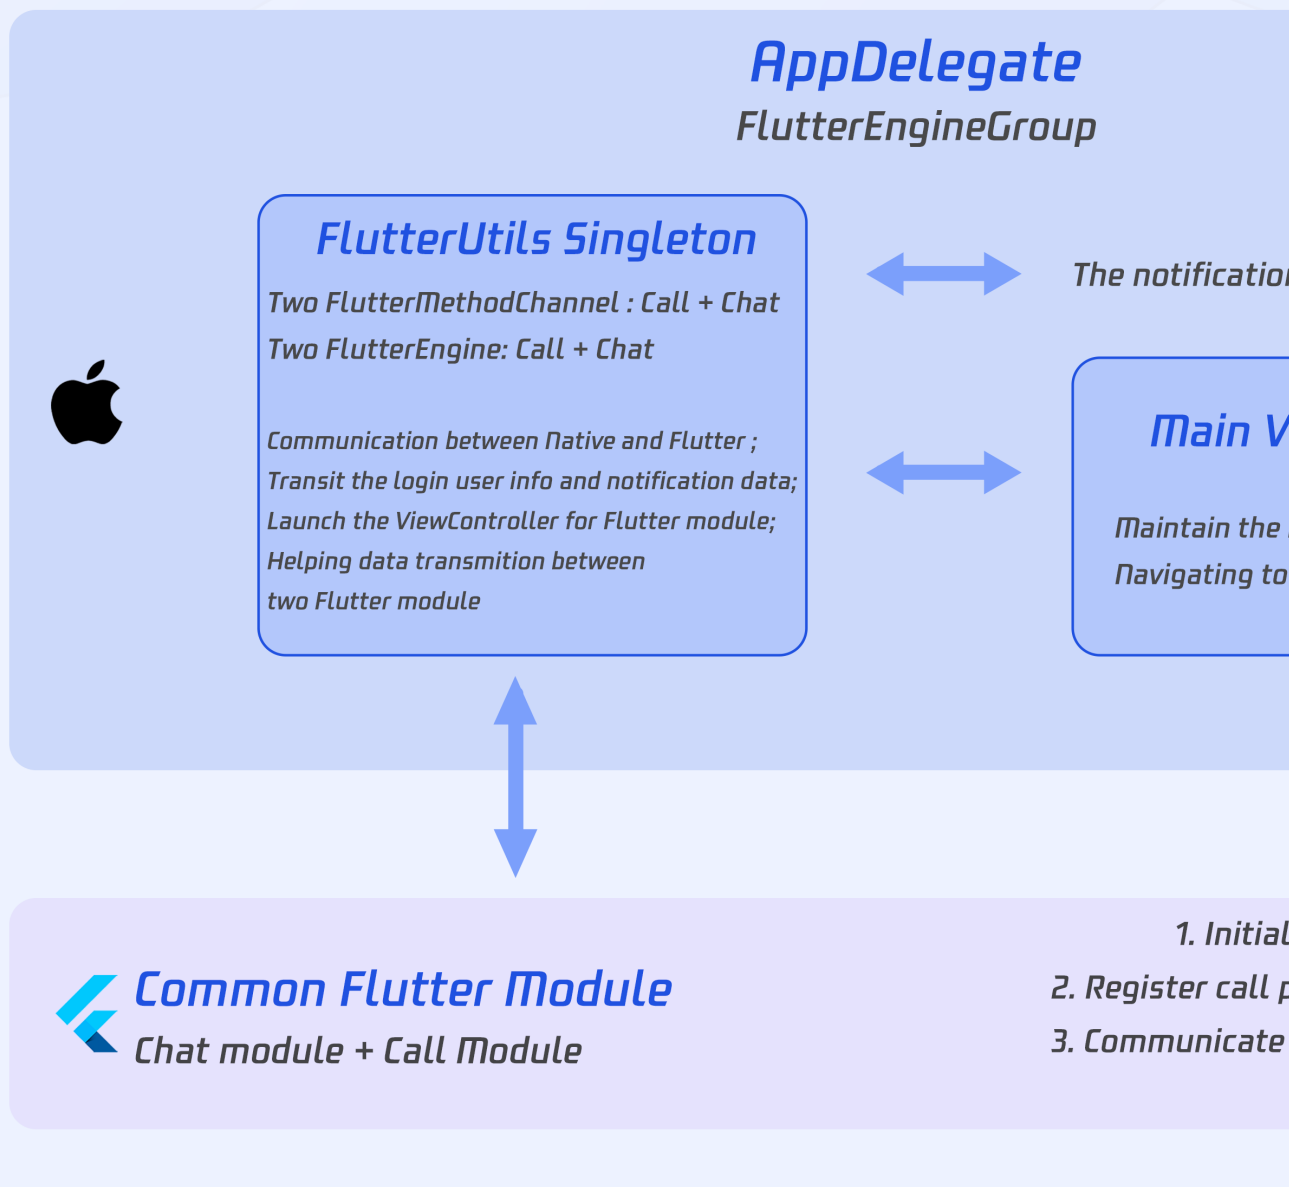 AppDelegate
FlutterEngineGroup
FlutterUtils Singleton
Two FlutterMethodChannel : Call + Chat
Two FlutterEngine: Call + Chat
Communication between Native and Flutter ;
Transit the login user info and notification data;
Launch the ViewController for Flutter module;
Helping data transmition between
two Flutter module
The
Main
Maintain the
Navigating to
Common Flutter Module
Chat module + Call Module
1.
2. Register call
3. Communicate